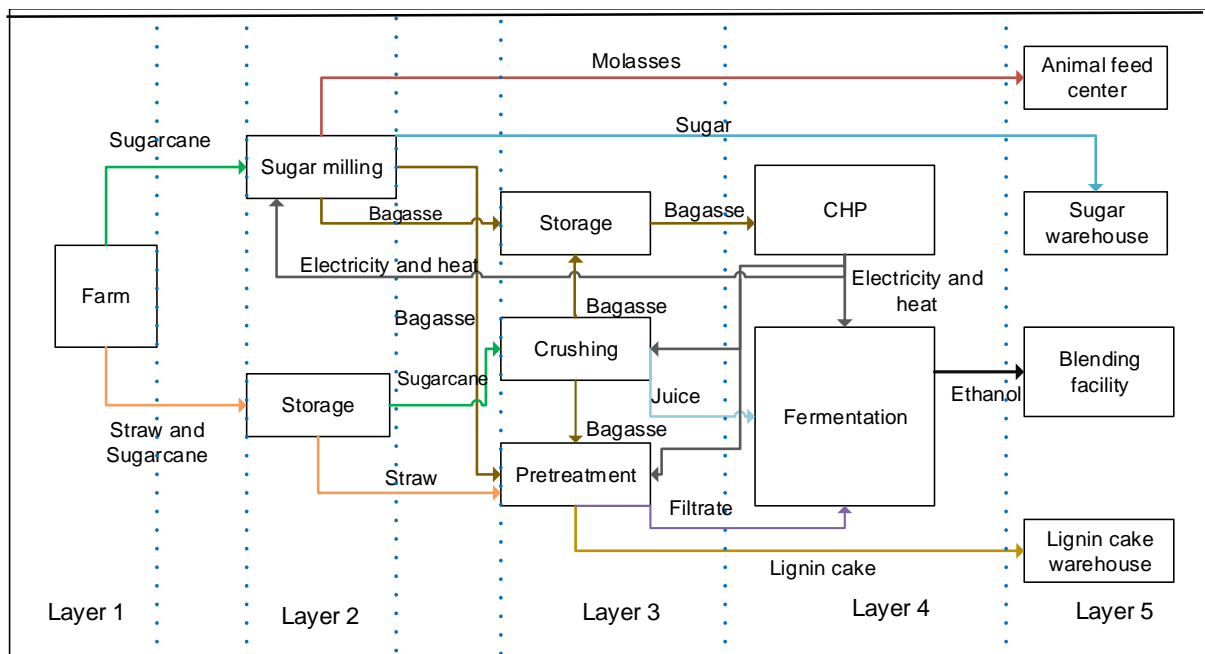 Molasses
Animal feed
center
Sugarcane
Sugar
Sugar milling
CHP
Bagasse
Storage
Bagasse
Sugar
warehouse
Electricity and heat
Electricity and
heat
Farm
Bagasse
Bagasse
Crushing
Blending
facility
Sugarcane
Storage
Juice
Fermentation
Ethanol
Straw and
Sugarcane
Bagasse
Straw
Pretreatment
Filtrate
Lignin cake
Lignin cake
warehouse
Layer 1
Layer 2
Layer 3
Layer 4
Layer 5